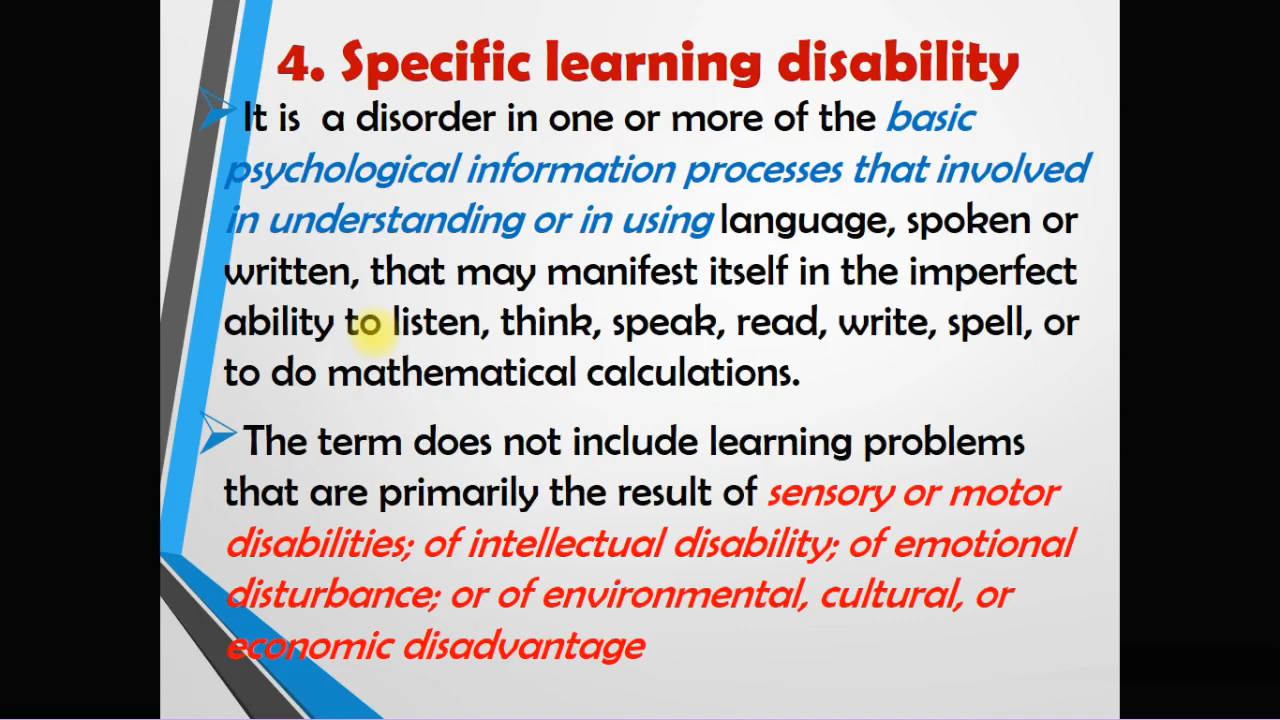 4. Specific learning disability
It is a disorder in one or more of the basic
psychological information processes that involved
in understanding or in using language, spoken or
written, that may manifest itself in the imperfect
ability to listen, think, speak, read, write, spell, or
to do mathematical calculations.
The term does not include learning problems
that are primarily the result of sensory or motor
disabilities; of intellectual disability; of emotional
disturbance; or of environmental, cultural, or
economic disadvantage